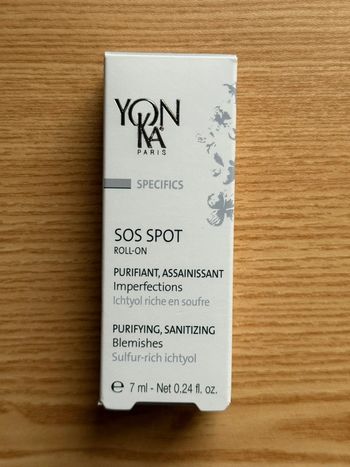 YON
KA®
PARIS
SPECIFICS
SOS SPOT
ROLL-ON
PURIFIANT, ASSAINISSANT
Imperfections
Ichtyol riche en soufre
PURIFYING, SANITIZING
Blemishes
Sulfur-rich ichtyol
℮ 7 ml - Net 0.24 fl. oz.